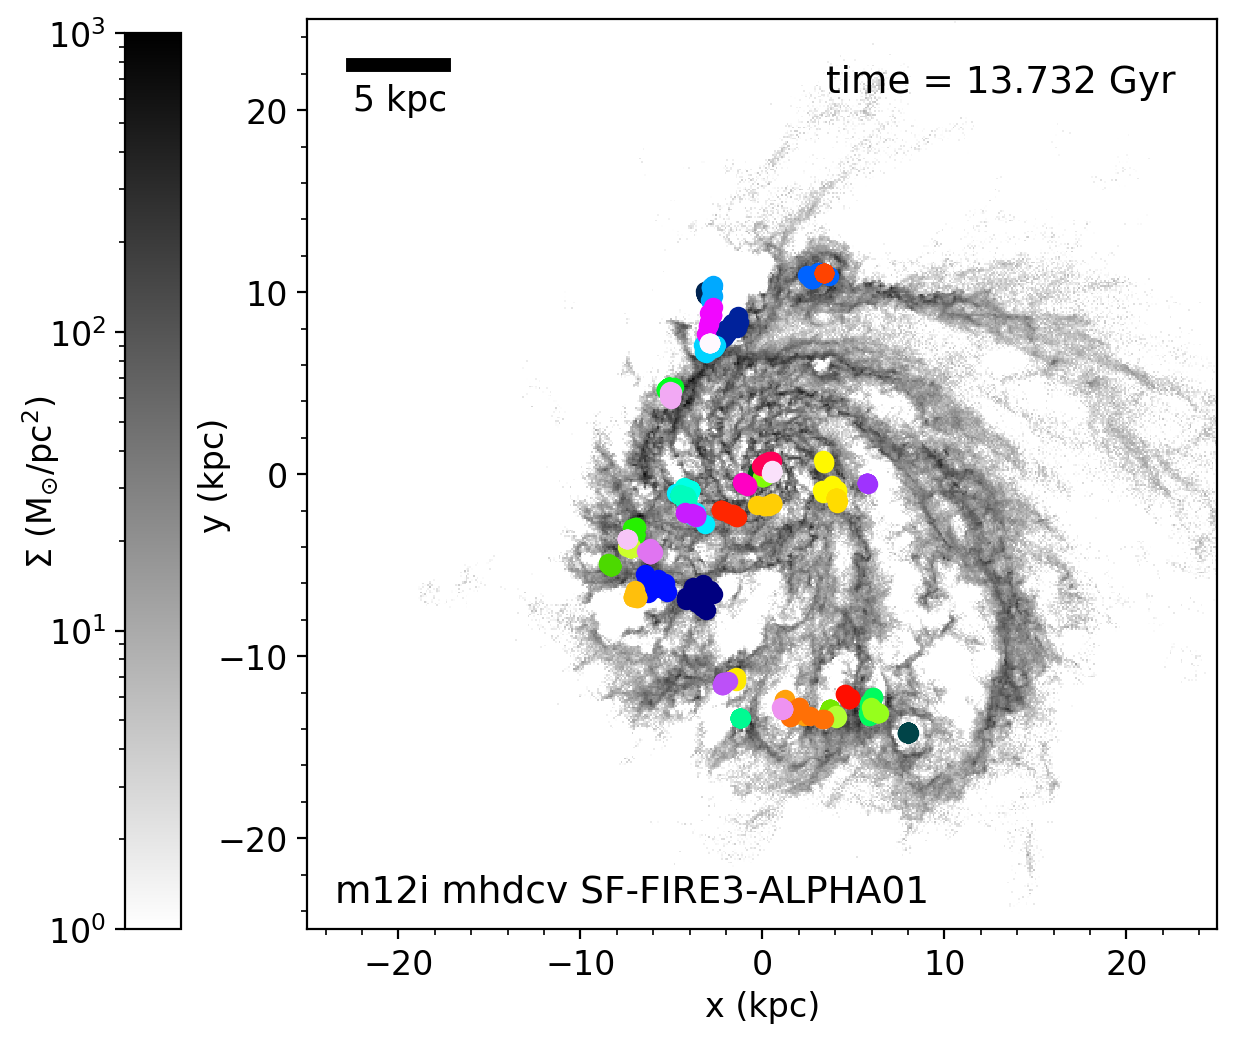 10³
10²
10¹
10⁰
Σ (M⊙/pc²)
y (kpc)
20
10
0
−10
−20
5 kpc
time = 13.732 Gyr
m12i mhdcv SF-FIRE3-ALPHA01
−20
−10
0
10
20
x (kpc)